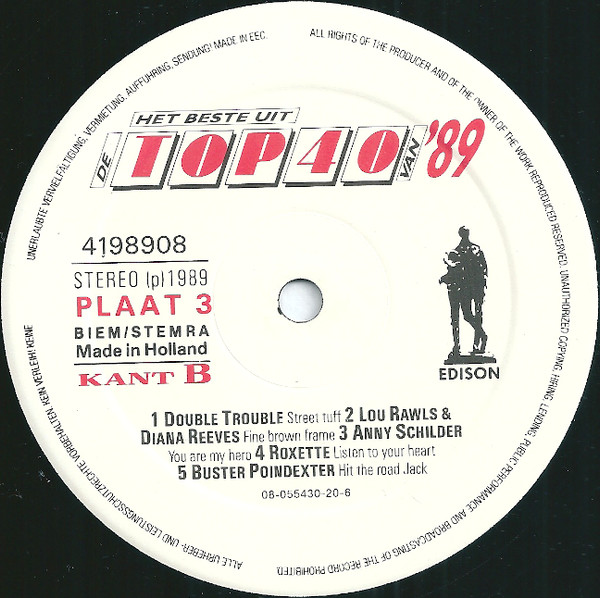 UNERLAUBTE VERVIELFÄLTIGUNG, VERMIETUNG, AUFFÜHRUNG, SENDUNG! MADE IN EEC.
ALL RIGHTS OF THE PRODUCER AND OF THE OWNER OF THE WORK REPRODUCED RESERVED. UNAUTHORIZED COPYING, HIRING, LENDING, PUBLIC PERFORMANCE AND BROADCASTING OF THE RECORD PROHIBITED.
HET BESTE UIT
DE TOP 40 VAN '89
4198908
STEREO (p)1989
PLAAT 3
BIEM/STEMRA
Made in Holland
KANT B
EDISON
1 DOUBLE TROUBLE Street tuff 2 LOU RAWLS &
DIANA REEVES Fine brown frame 3 ANNY SCHILDER
You are my hero 4 ROXETTE Listen to your heart
5 BUSTER POINDEXTER Hit the road Jack
08-055430-20-6
ALLE URHEBER- UND LEISTUNGSSCHUTZRECHTE VORBEHALTEN. KEIN VERLEIH! KEINE